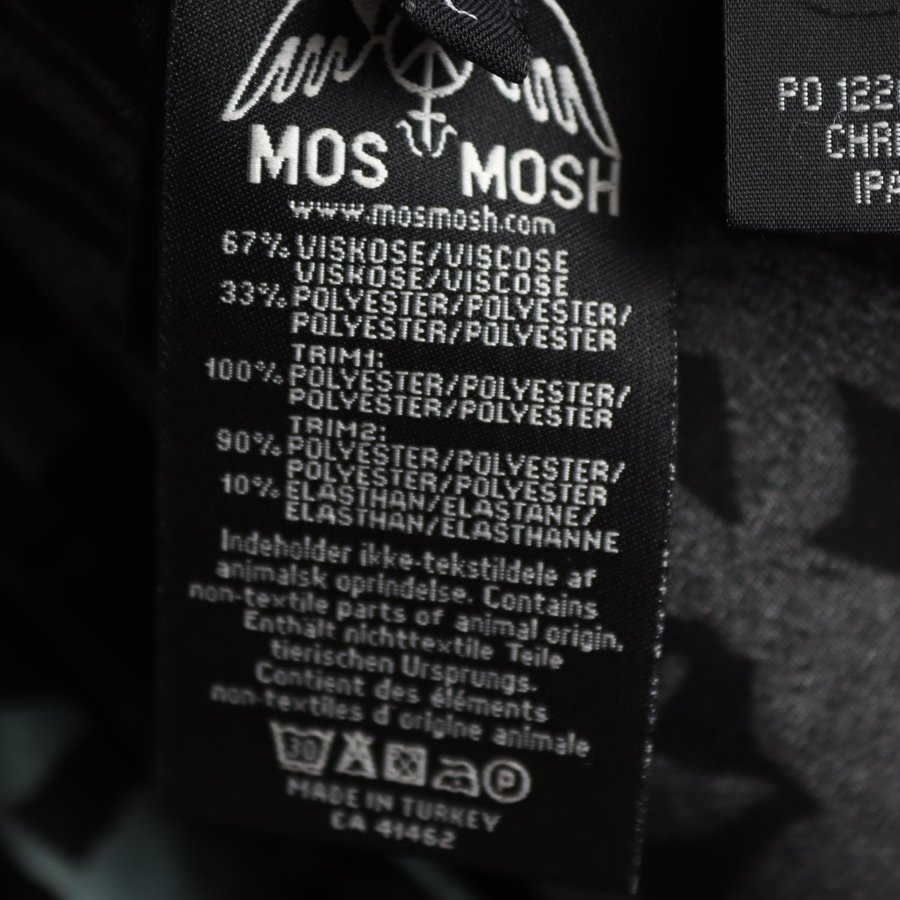 MOS MOSH
www.mosmosh.com
67% VISKOSE/VISCOSE
VISKOSE/VISCOSE
33% POLYESTER/POLYESTER/
POLYESTER/POLYESTER
TRIM1:
100% POLYESTER/POLYESTER/
POLYESTER/POLYESTER
TRIM2:
90% POLYESTER/POLYESTER/
POLYESTER/POLYESTER
10% ELASTHAN/ELASTANE/
ELASTHAN/ELASTHANNE
Indeholder ikke-tekstildele af
animalsk oprindelse. Contains
non-textile parts of animal origin,
Enthält nichttextile Teile
tierischen Ursprungs.
Contient des éléments
non-textiles d'origine animale
30 P
MADE IN TURKEY
CA 41462
PO 122
CHR
IPA